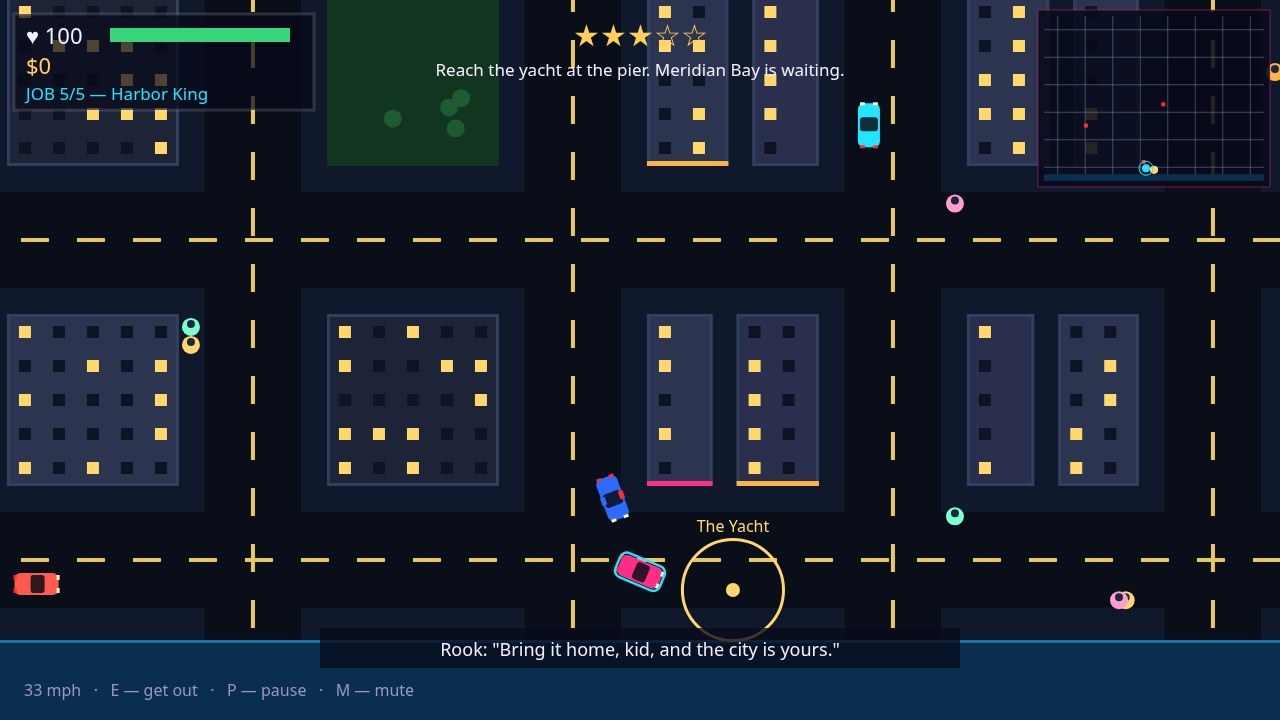 ♥ 100
$0
JOB 5/5 — Harbor King
★★★☆☆
Reach the yacht at the pier. Meridian Bay is waiting.
The Yacht
Rook: "Bring it home, kid, and the city is yours."
33 mph · E — get out · P — pause · M — mute